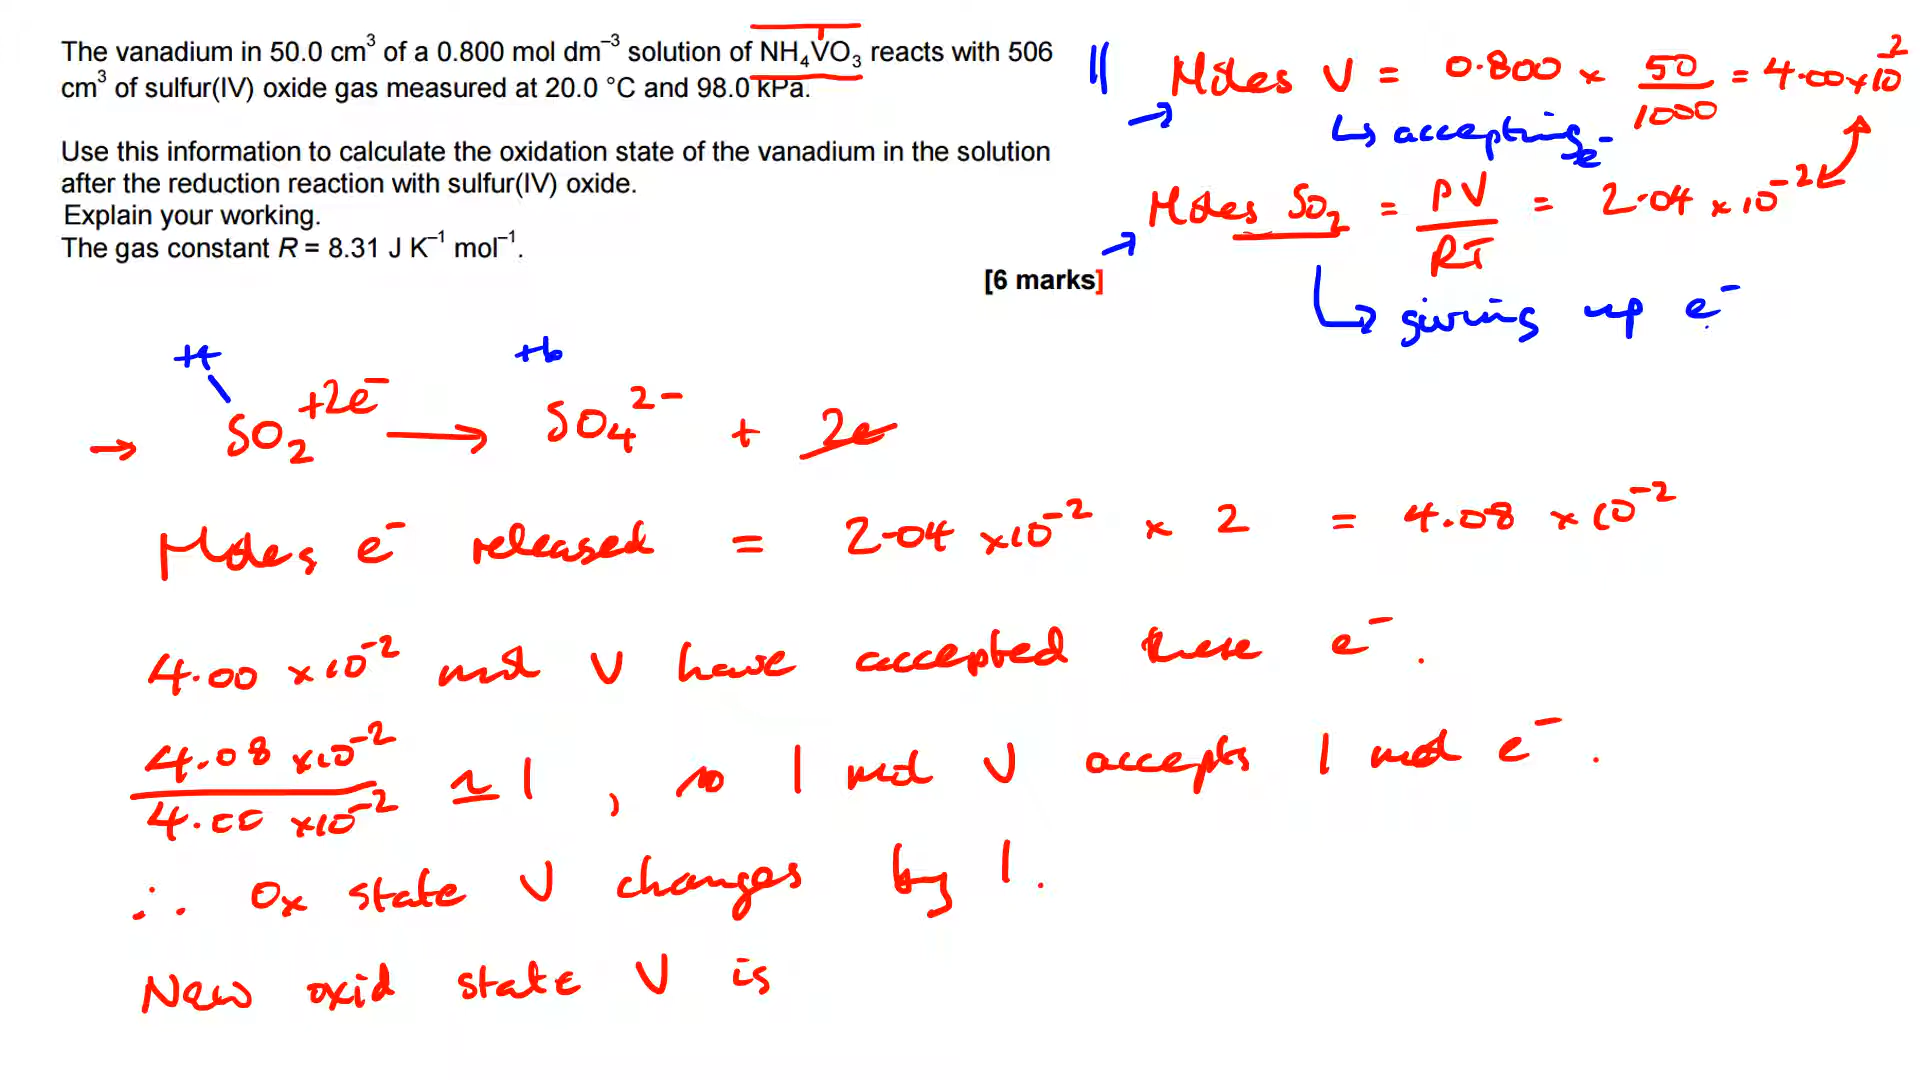 The vanadium in 50.0 cm³ of a 0.800 mol dm⁻³ solution of NH₄VO₃ reacts with 506
cm³ of sulfur(IV) oxide gas measured at 20.0 °C and 98.0 kPa.
Use this information to calculate the oxidation state of the vanadium in the solution
after the reduction reaction with sulfur(IV) oxide.
Explain your working.
The gas constant R = 8.31 J K⁻¹ mol⁻¹.
[6 marks]
Moles V = 0.800 × 50/1000 = 4.00 × 10²
↳ accepting e⁻
Moles SO₂ = PV/RT = 2.04 × 10⁻²
↳ giving up e⁻
+4 +6
→ SO₂ +2e⁻ → SO₄²⁻ + 2e
Moles e⁻ released = 2.04 × 10⁻² × 2 = 4.08 × 10⁻²
4.00 × 10⁻² mol V have accepted these e⁻.
4.08 × 10⁻² / 4.00 × 10⁻² ≃ 1, so 1 mol V accepts 1 mol e⁻.
∴ Ox state V changes by 1.
New oxid state V is